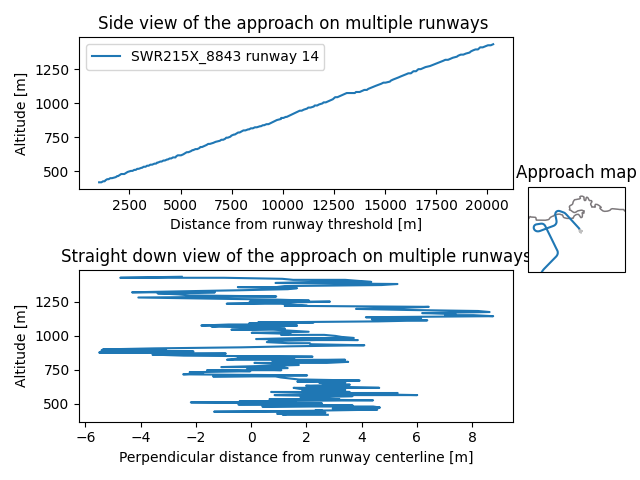 Side view of the approach on multiple runways
Altitude [m]
1250
1000
750
500
SWR215X_8843 runway 14
2500 5000 7500 10000 12500 15000 17500 20000
Distance from runway threshold [m]
Approach map
Straight down view of the approach on multiple runways
Altitude [m]
1250
1000
750
500
−6 −4 −2 0 2 4 6 8
Perpendicular distance from runway centerline [m]